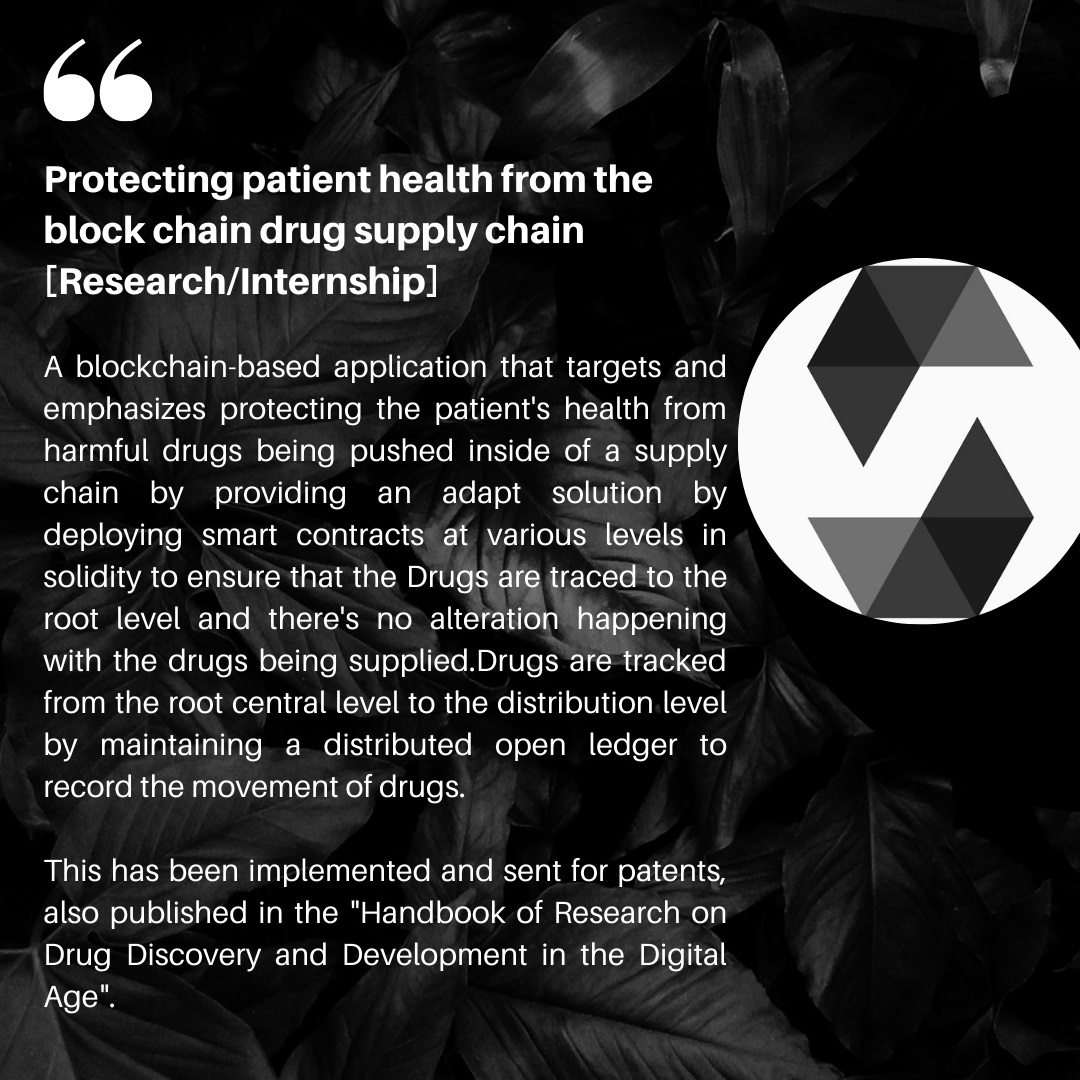 “
Protecting patient health from the
block chain drug supply chain
[Research/Internship]
A blockchain-based application that targets and
emphasizes protecting the patient's health from
harmful drugs being pushed inside of a supply
chain by providing an adapt solution by
deploying smart contracts at various levels in
solidity to ensure that the Drugs are traced to the
root level and there's no alteration happening
with the drugs being supplied.Drugs are tracked
from the root central level to the distribution level
by maintaining a distributed open ledger to
record the movement of drugs.
This has been implemented and sent for patents,
also published in the "Handbook of Research on
Drug Discovery and Development in the Digital
Age".